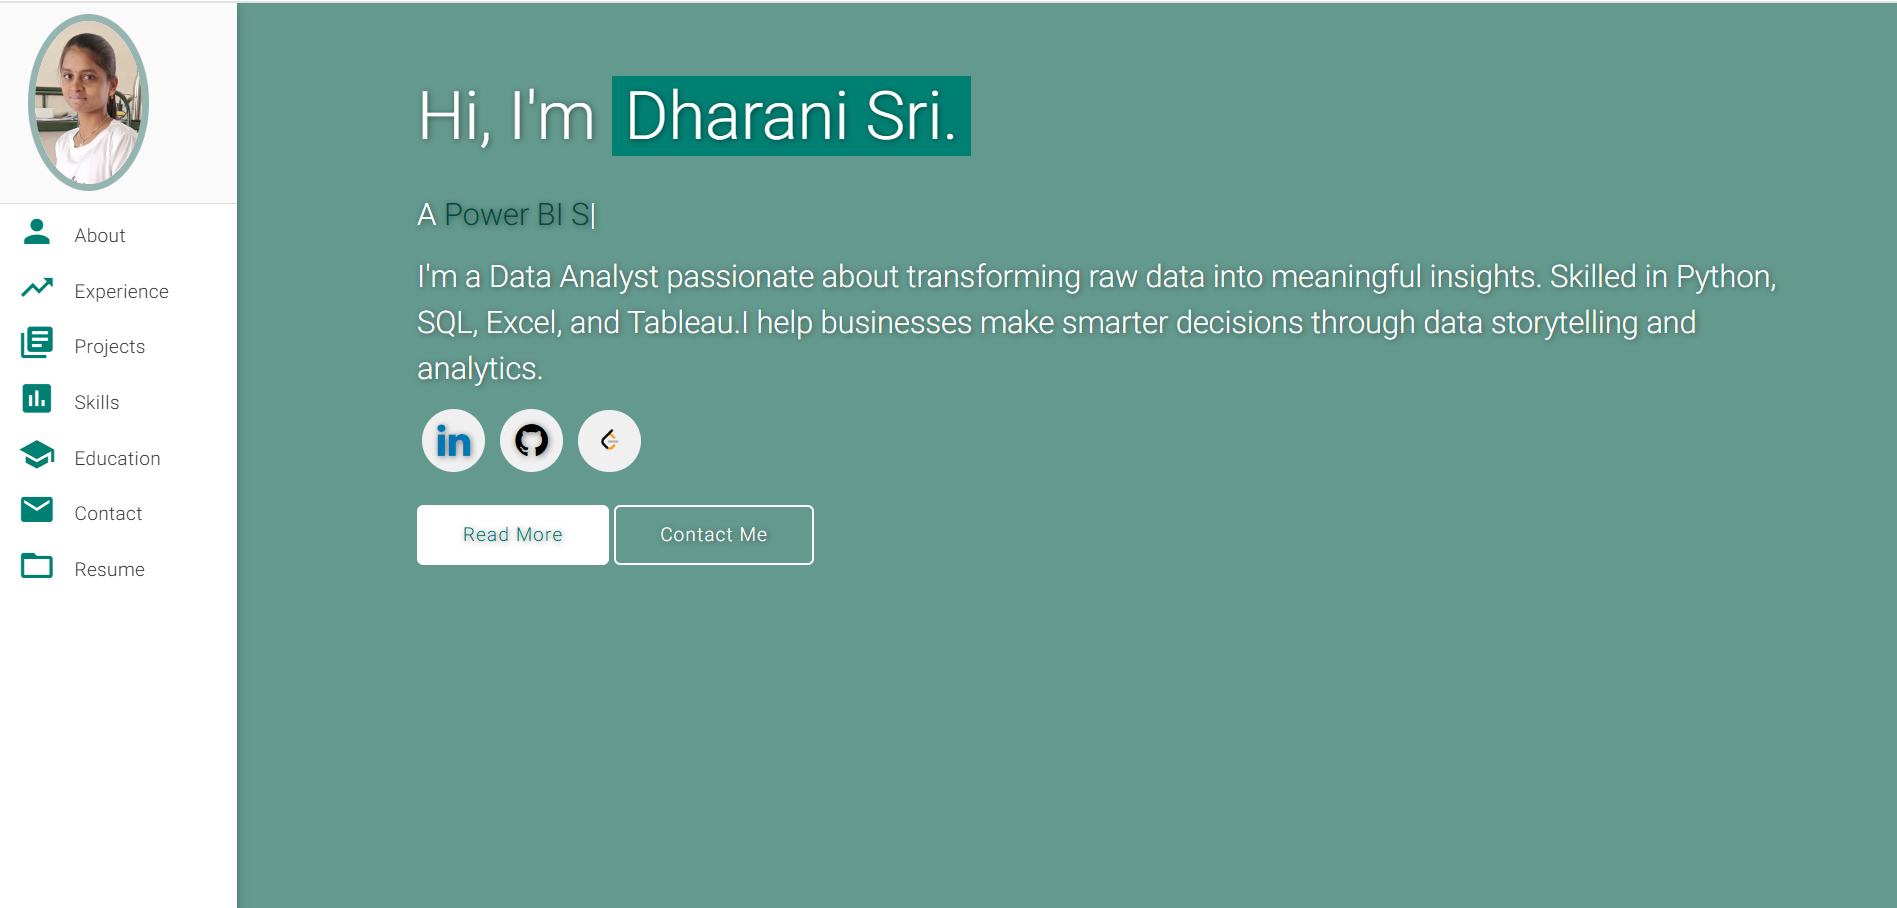 About
Experience
Projects
Skills
Education
Contact
Resume
Hi, I'm Dharani Sri.
A Power BI S|
I'm a Data Analyst passionate about transforming raw data into meaningful insights. Skilled in Python,
SQL, Excel, and Tableau.I help businesses make smarter decisions through data storytelling and
analytics.
in
Read More
Contact Me